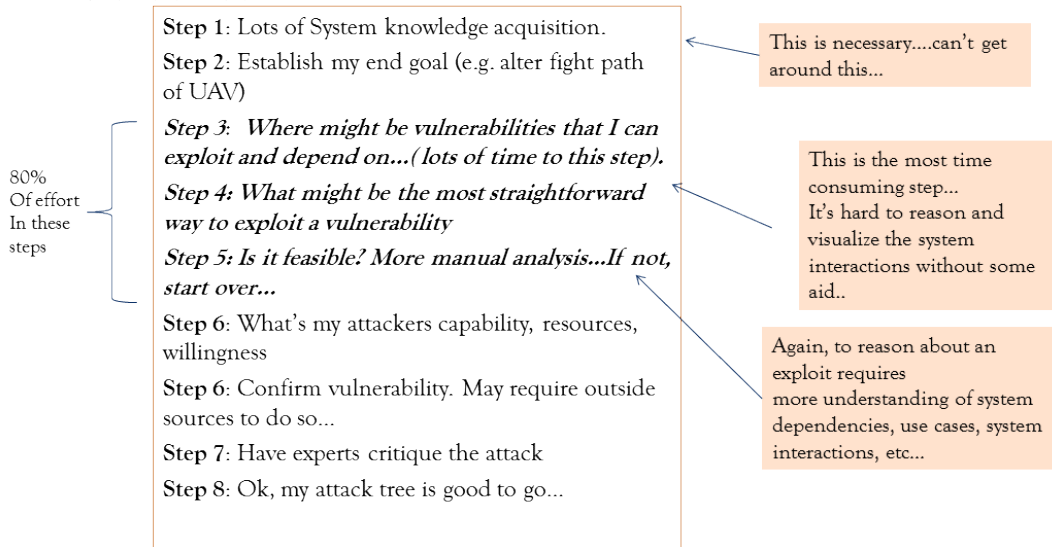 Step 1: Lots of System knowledge acquisition.
Step 2: Establish my end goal (e.g. alter fight path
of UAV)
Step 3:  Where might be vulnerabilities that I can
exploit and depend on...( lots of time to this step).
Step 4: What might be the most straightforward
way to exploit a vulnerability
Step 5: Is it feasible? More manual analysis...If not,
start over...
Step 6: What's my attackers capability, resources,
willingness
Step 6: Confirm vulnerability. May require outside
sources to do so...
Step 7: Have experts critique the attack
Step 8: Ok, my attack tree is good to go...
80%
Of effort
In these
steps
This is necessary....can't get
around this...
This is the most time
consuming step...
It's hard to reason and
visualize the system
interactions without some
aid..
Again, to reason about an
exploit requires
more understanding of system
dependencies, use cases, system
interactions, etc...